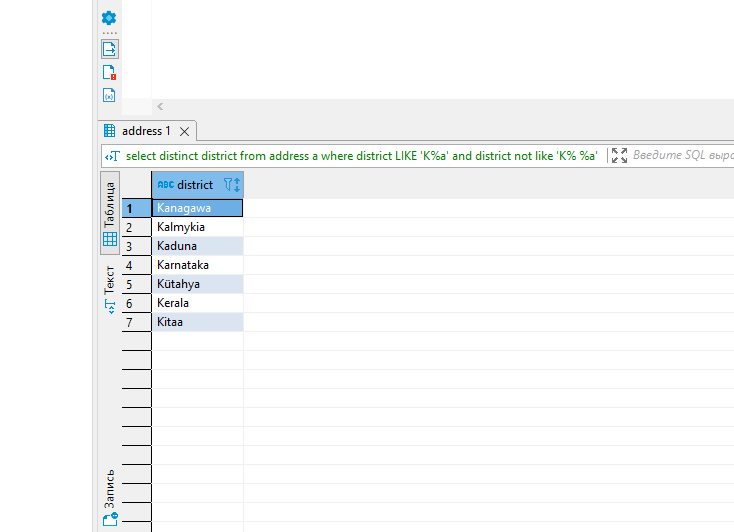 address 1
select distinct district from address a where district LIKE 'K%a' and district not like 'K% %a'
Введите SQL выра
Таблица
Текст
Запись
ABC district
1 Kanagawa
2 Kalmykia
3 Kaduna
4 Karnataka
5 Kütahya
6 Kerala
7 Kitaa